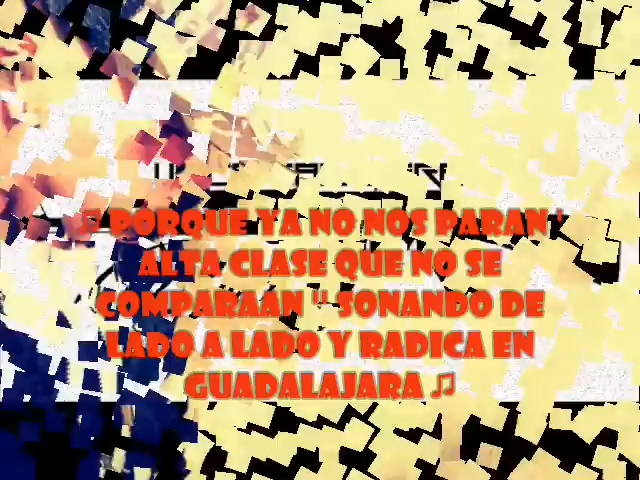 ♫ PORQUE YA NO NOS PARAN "
ALTA CLASE QUE NO SE
COMPARAAN " SONANDO DE
LADO A LADO Y RADICA EN
GUADALAJARA ♫